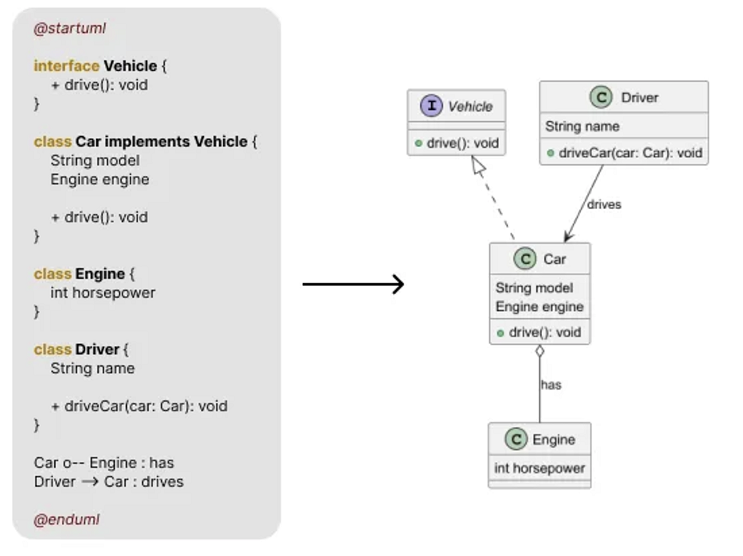 @startuml
interface Vehicle {
+ drive(): void
}
class Car implements Vehicle {
String model
Engine engine
+ drive(): void
}
class Engine {
int horsepower
}
class Driver {
String name
+ driveCar(car: Car): void
}
Car o-- Engine : has
Driver --> Car : drives
@enduml
I Vehicle
drive(): void
C Driver
String name
driveCar(car: Car): void
drives
C Car
String model
Engine engine
drive(): void
has
C Engine
int horsepower